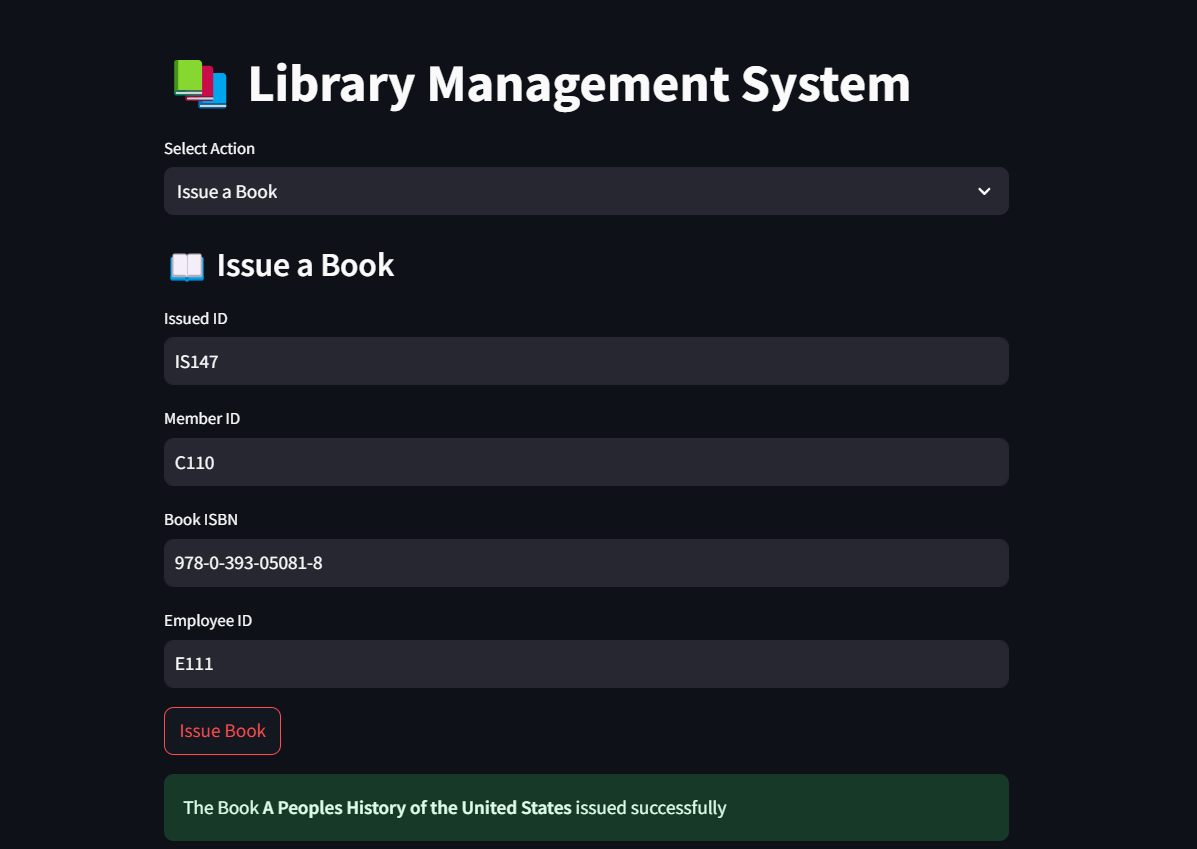 Library Management System
Select Action
Issue a Book
Issue a Book
Issued ID
IS147
Member ID
C110
Book ISBN
978-0-393-05081-8
Employee ID
E111
Issue Book
The Book A Peoples History of the United States issued successfully